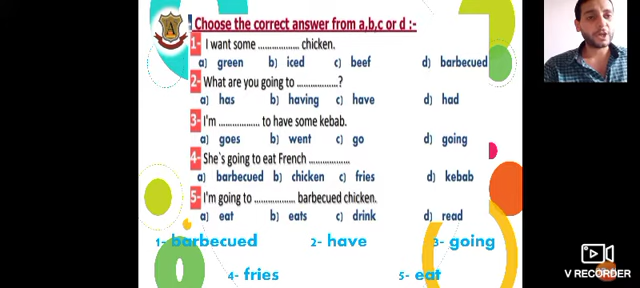 A
Choose the correct answer from a,b,c or d :-
1- I want some .................. chicken.
a) green b) iced c) beef d) barbecued
2- What are you going to ..................?
a) has b) having c) have d) had
3- I'm .................. to have some kebab.
a) goes b) went c) go d) going
4- She`s going to eat French ..................
a) barbecued b) chicken c) fries d) kebab
5- I'm going to .................. barbecued chicken.
a) eat b) eats c) drink d) read
1- barbecued 2- have 3- going
4- fries 5- eat
V RECORDER